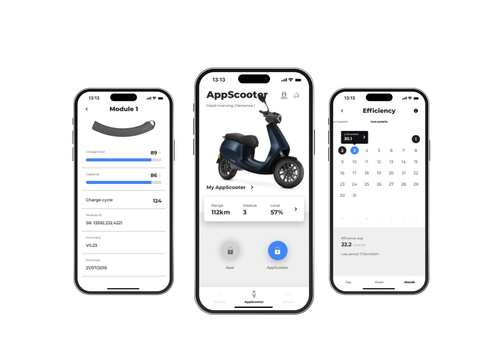 13:13
Module 1
Charge level
89
Capacity
86
Charge cycle
124
Module ID
SR. 13592.232.4221
Firmware
V0.23
Purchase
21/07/2019
13:13
AppScooter
Good morning Clémence !
My AppScooter
Range
Module
Level
112km
3
57%
Seat
AppScooter
AppScooter
13:13
Efficiency
30.1
1
2
3
4
5
6
7
8
9
10
11
12
13
14
15
16
17
18
19
20
21
22
23
24
25
26
27
28
29
30
31
Efficiency avg.
22.2
Day
Week
Month